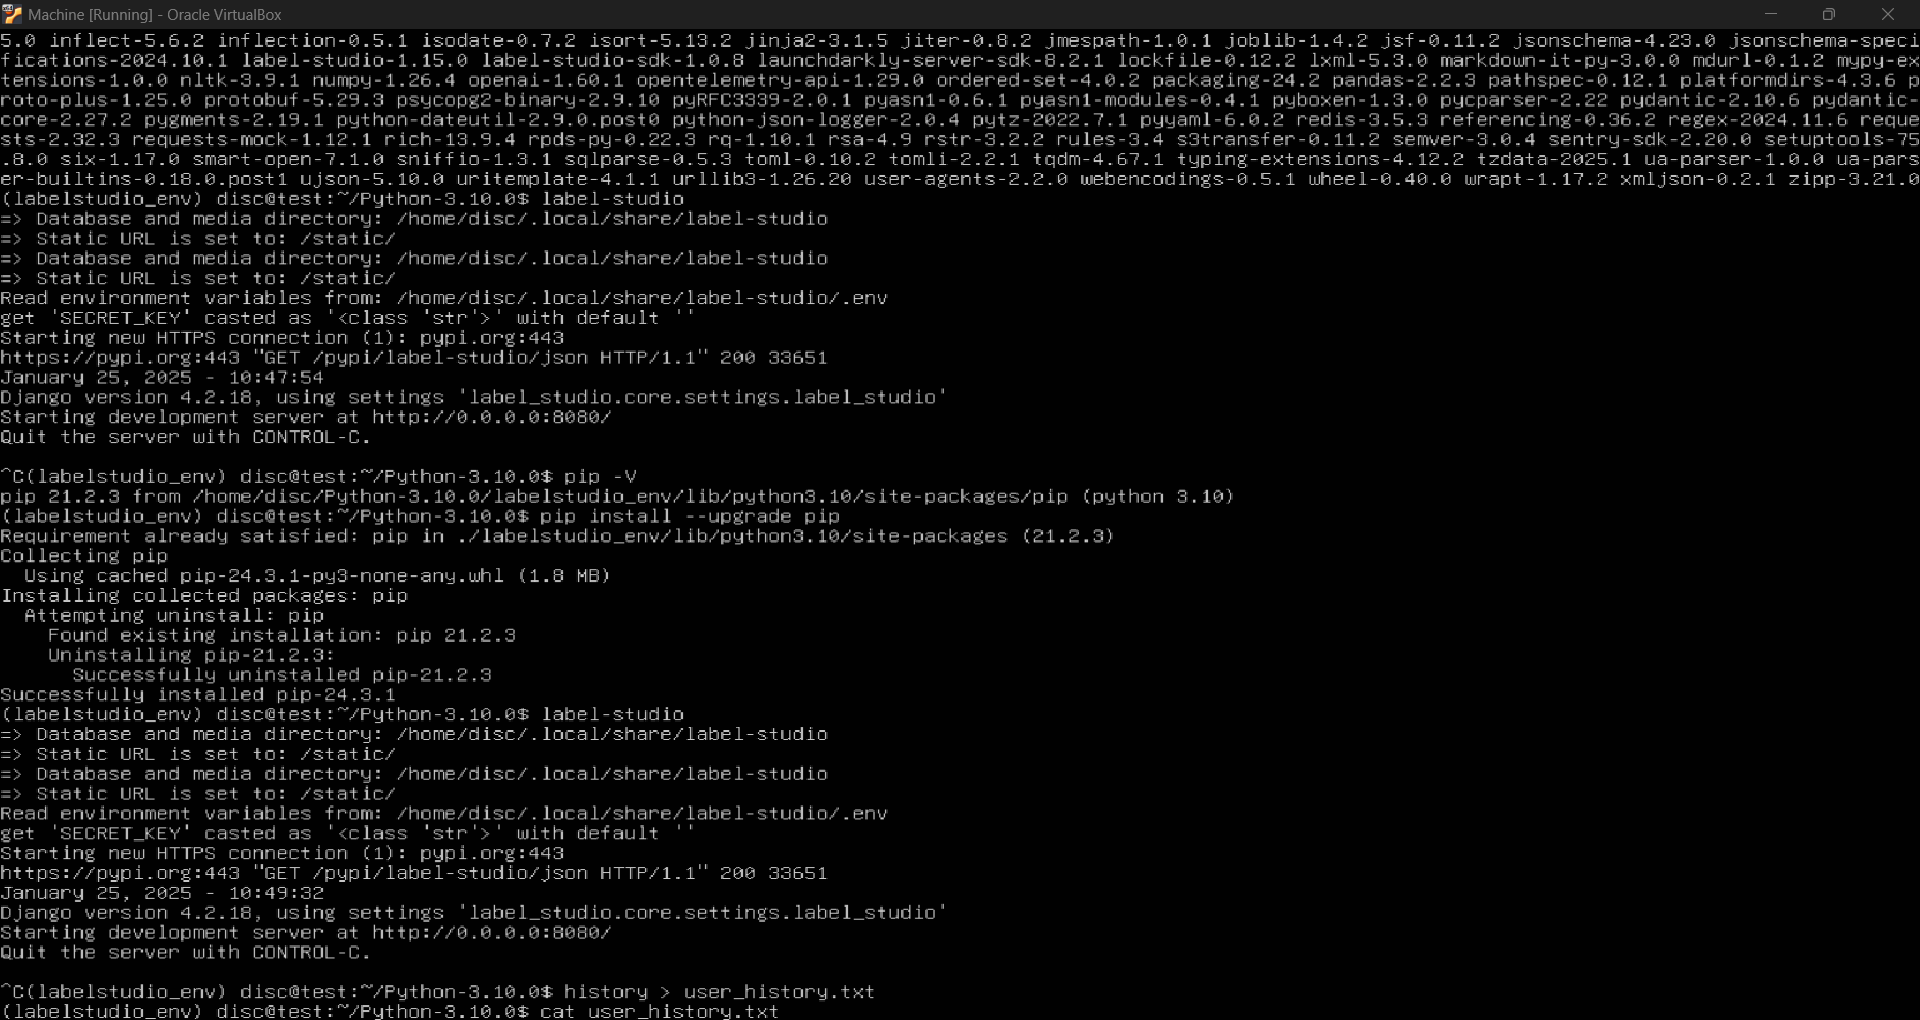 Machine [Running] - Oracle VirtualBox
5.0 inflect-5.6.2 inflection-0.5.1 isodate-0.7.2 isort-5.13.2 jinja2-3.1.5 jiter-0.8.2 jmespath-1.0.1 joblib-1.4.2 jsf-0.11.2 jsonschema-4.23.0 jsonschema-speci
fications-2024.10.1 label-studio-1.15.0 label-studio-sdk-1.0.8 launchdarkly-server-sdk-8.2.1 lockfile-0.12.2 lxml-5.3.0 markdown-it-py-3.0.0 mdurl-0.1.2 mypy-ex
tensions-1.0.0 nltk-3.9.1 numpy-1.26.4 openai-1.60.1 opentelemetry-api-1.29.0 ordered-set-4.0.2 packaging-24.2 pandas-2.2.3 pathspec-0.12.1 platformdirs-4.3.6 p
roto-plus-1.25.0 protobuf-5.29.3 psycopg2-binary-2.9.10 pyRFC3339-2.0.1 pyasn1-0.6.1 pyasn1-modules-0.4.1 pyboxen-1.3.0 pycparser-2.22 pydantic-2.10.6 pydantic-
core-2.27.2 pygments-2.19.1 python-dateutil-2.9.0.post0 python-json-logger-2.0.4 pytz-2022.7.1 pyyaml-6.0.2 redis-3.5.3 referencing-0.36.2 regex-2024.11.6 reque
sts-2.32.3 requests-mock-1.12.1 rich-13.9.4 rpds-py-0.22.3 rq-1.10.1 rsa-4.9 rstr-3.2.2 rules-3.4 s3transfer-0.11.2 semver-3.0.4 sentry-sdk-2.20.0 setuptools-75
.8.0 six-1.17.0 smart-open-7.1.0 sniffio-1.3.1 sqlparse-0.5.3 toml-0.10.2 tomli-2.2.1 tqdm-4.67.1 typing-extensions-4.12.2 tzdata-2025.1 ua-parser-1.0.0 ua-pars
er-builtins-0.18.0.post1 ujson-5.10.0 uritemplate-4.1.1 urllib3-1.26.20 user-agents-2.2.0 webencodings-0.5.1 wheel-0.40.0 wrapt-1.17.2 xmljson-0.2.1 zipp-3.21.0
(labelstudio_env) disc@test:~/Python-3.10.0$ label-studio
=> Database and media directory: /home/disc/.local/share/label-studio
=> Static URL is set to: /static/
=> Database and media directory: /home/disc/.local/share/label-studio
=> Static URL is set to: /static/
Read environment variables from: /home/disc/.local/share/label-studio/.env
get 'SECRET_KEY' casted as '<class 'str'>' with default ''
Starting new HTTPS connection (1): pypi.org:443
https://pypi.org:443 "GET /pypi/label-studio/json HTTP/1.1" 200 33651
January 25, 2025 - 10:47:54
Django version 4.2.18, using settings 'label_studio.core.settings.label_studio'
Starting development server at http://0.0.0.0:8080/
Quit the server with CONTROL-C.
^C(labelstudio_env) disc@test:~/Python-3.10.0$ pip -V
pip 21.2.3 from /home/disc/Python-3.10.0/labelstudio_env/lib/python3.10/site-packages/pip (python 3.10)
(labelstudio_env) disc@test:~/Python-3.10.0$ pip install --upgrade pip
Requirement already satisfied: pip in ./labelstudio_env/lib/python3.10/site-packages (21.2.3)
Collecting pip
  Using cached pip-24.3.1-py3-none-any.whl (1.8 MB)
Installing collected packages: pip
  Attempting uninstall: pip
    Found existing installation: pip 21.2.3
    Uninstalling pip-21.2.3:
      Successfully uninstalled pip-21.2.3
Successfully installed pip-24.3.1
(labelstudio_env) disc@test:~/Python-3.10.0$ label-studio
=> Database and media directory: /home/disc/.local/share/label-studio
=> Static URL is set to: /static/
=> Database and media directory: /home/disc/.local/share/label-studio
=> Static URL is set to: /static/
Read environment variables from: /home/disc/.local/share/label-studio/.env
get 'SECRET_KEY' casted as '<class 'str'>' with default ''
Starting new HTTPS connection (1): pypi.org:443
https://pypi.org:443 "GET /pypi/label-studio/json HTTP/1.1" 200 33651
January 25, 2025 - 10:49:32
Django version 4.2.18, using settings 'label_studio.core.settings.label_studio'
Starting development server at http://0.0.0.0:8080/
Quit the server with CONTROL-C.
^C(labelstudio_env) disc@test:~/Python-3.10.0$ history > user_history.txt
(labelstudio_env) disc@test:~/Python-3.10.0$ cat user_history.txt